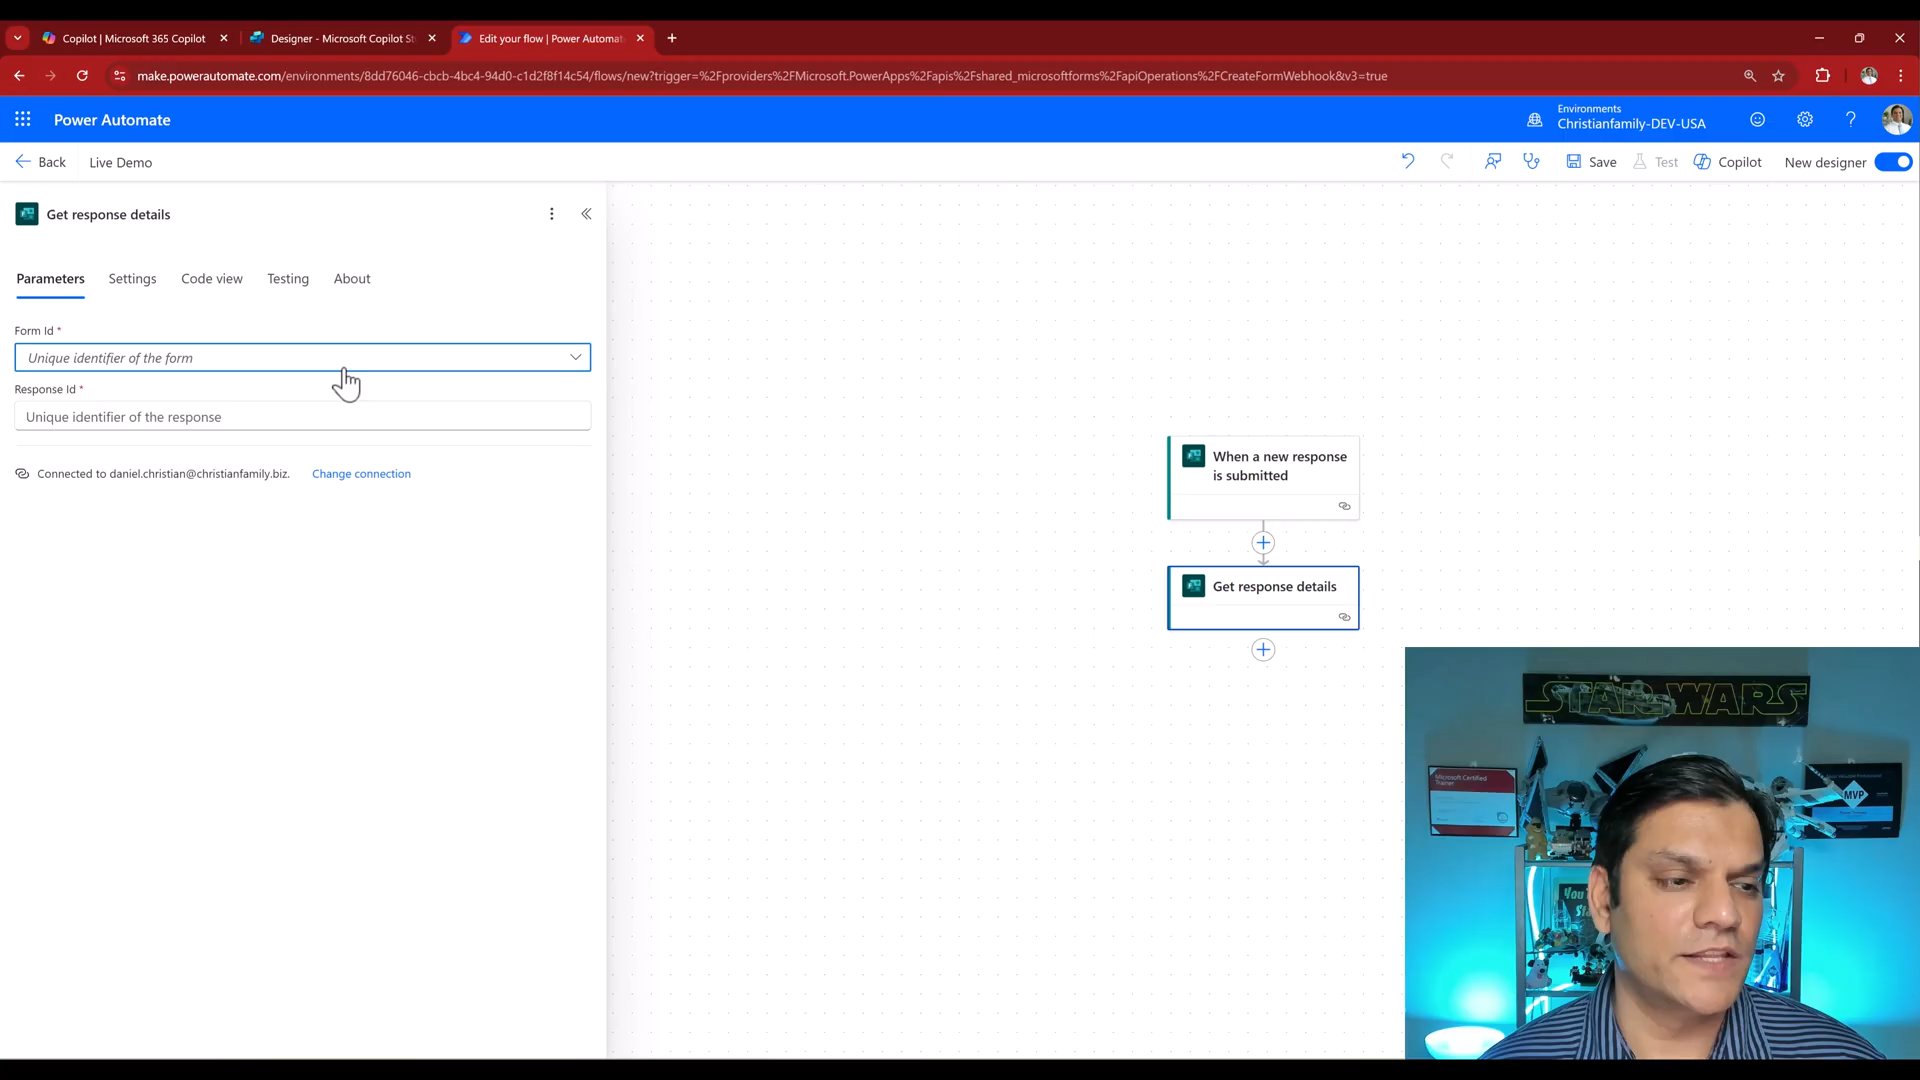 Copilot | Microsoft 365 Copilot
Designer - Microsoft Copilot St
Edit your flow | Power Automat
make.powerautomate.com/environments/8dd76046-cbcb-4bc4-94d0-c1d2f8f14c54/flows/new?trigger=%2Fproviders%2FMicrosoft.PowerApps%2Fapis%2Fshared_microsoftforms%2FapiOperations%2FCreateFormWebhook&v3=true
Power Automate
Environments
Christianfamily-DEV-USA
Back
Live Demo
Save
Test
Copilot
New designer
Get response details
Parameters
Settings
Code view
Testing
About
Form Id *
Unique identifier of the form
Response Id *
Unique identifier of the response
Connected to daniel.christian@christianfamily.biz.
Change connection
When a new response
is submitted
Get response details
STAR WARS
Microsoft Certified
Trainer
MVP